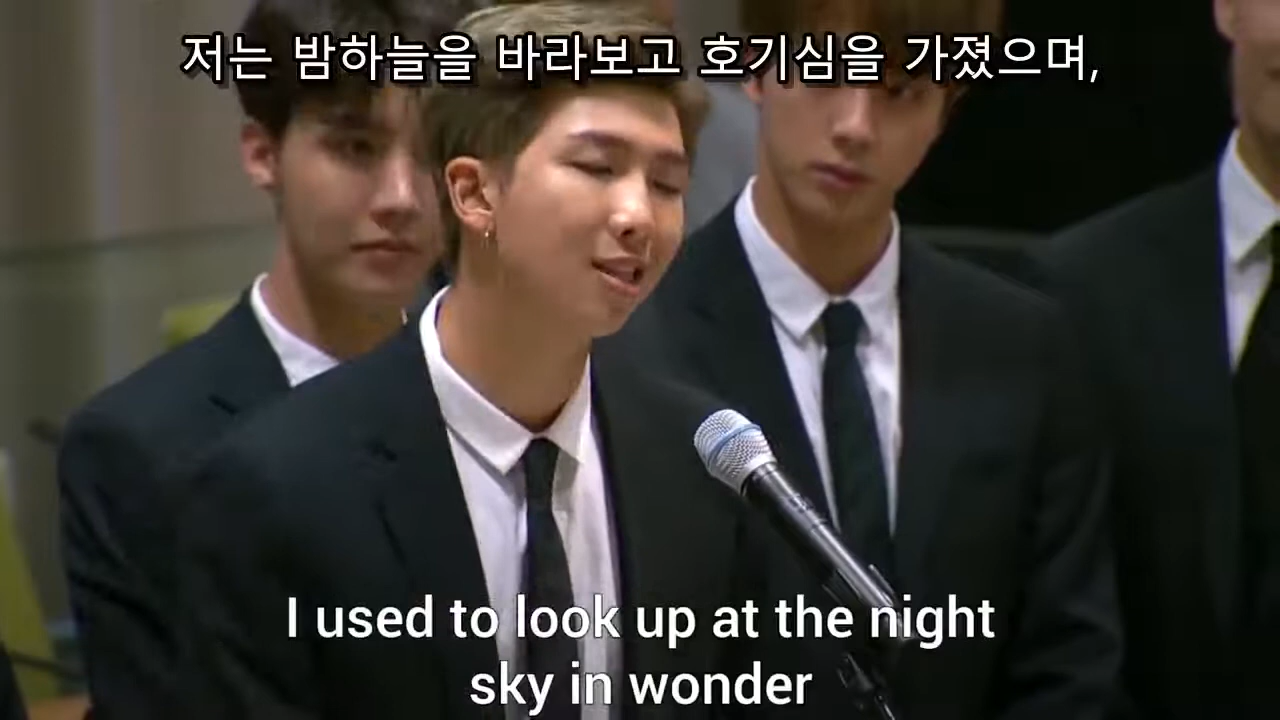 저는 밤하늘을 바라보고 호기심을 가졌으며,
I used to look up at the night
sky in wonder